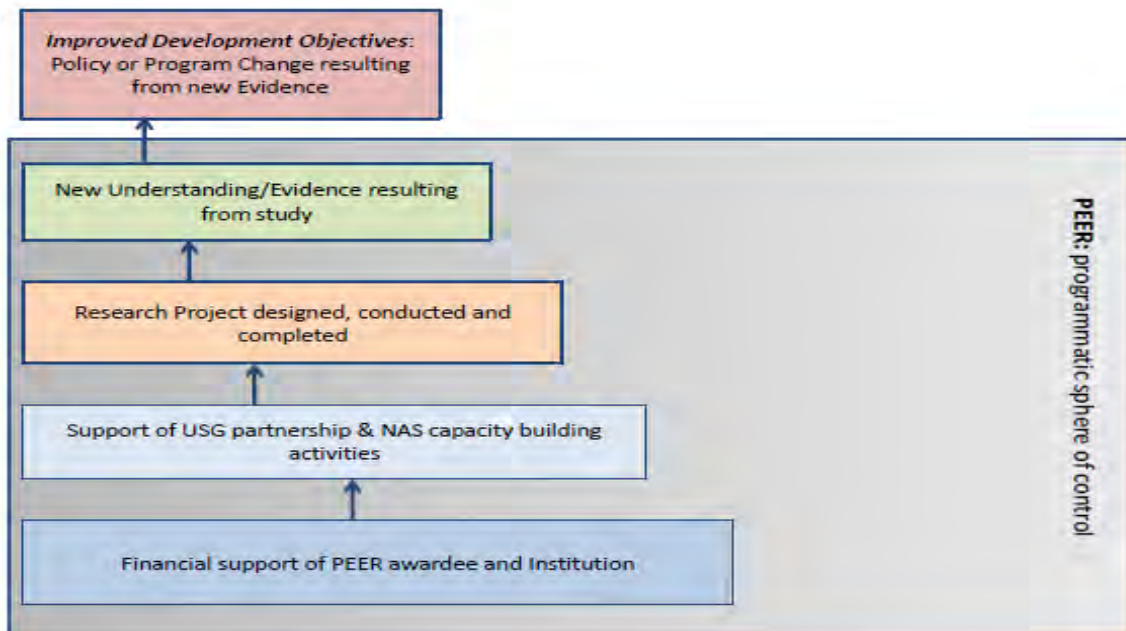 Improved Development Objectives:
Policy or Program Change resulting
from new Evidence
New Understanding/Evidence resulting
from study
Research Project designed, conducted and
completed
Support of USG partnership & NAS capacity building
activities
Financial support of PEER awardee and Institution
PEER: programmatic sphere of control